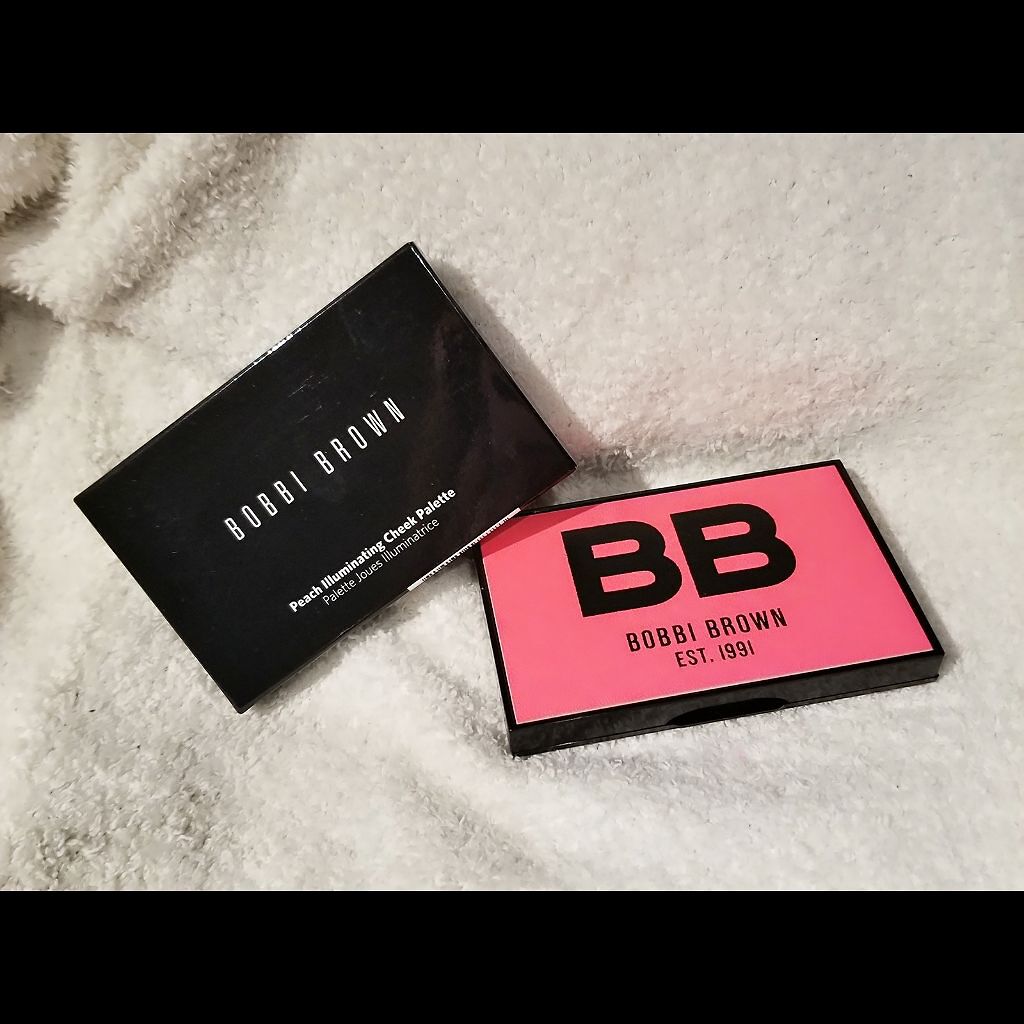 BOBBI BROWN
Peach Illuminating Cheek Palette
Palette Joues Illuminatrice
BB
BOBBI BROWN
EST. 1991